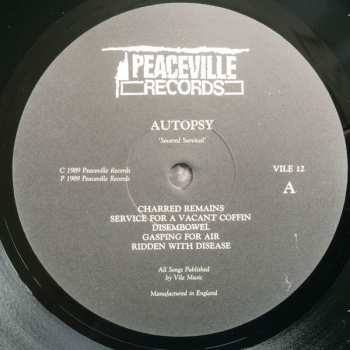 PEACEVILLE
RECORDS
AUTOPSY
'Severed Survival'
C 1989 Peaceville Records
P 1989 Peaceville Records
VILE 12
A
CHARRED REMAINS
SERVICE FOR A VACANT COFFIN
DISEMBOWEL
GASPING FOR AIR
RIDDEN WITH DISEASE
All Songs Published
by Vile Music
Manufactured in England